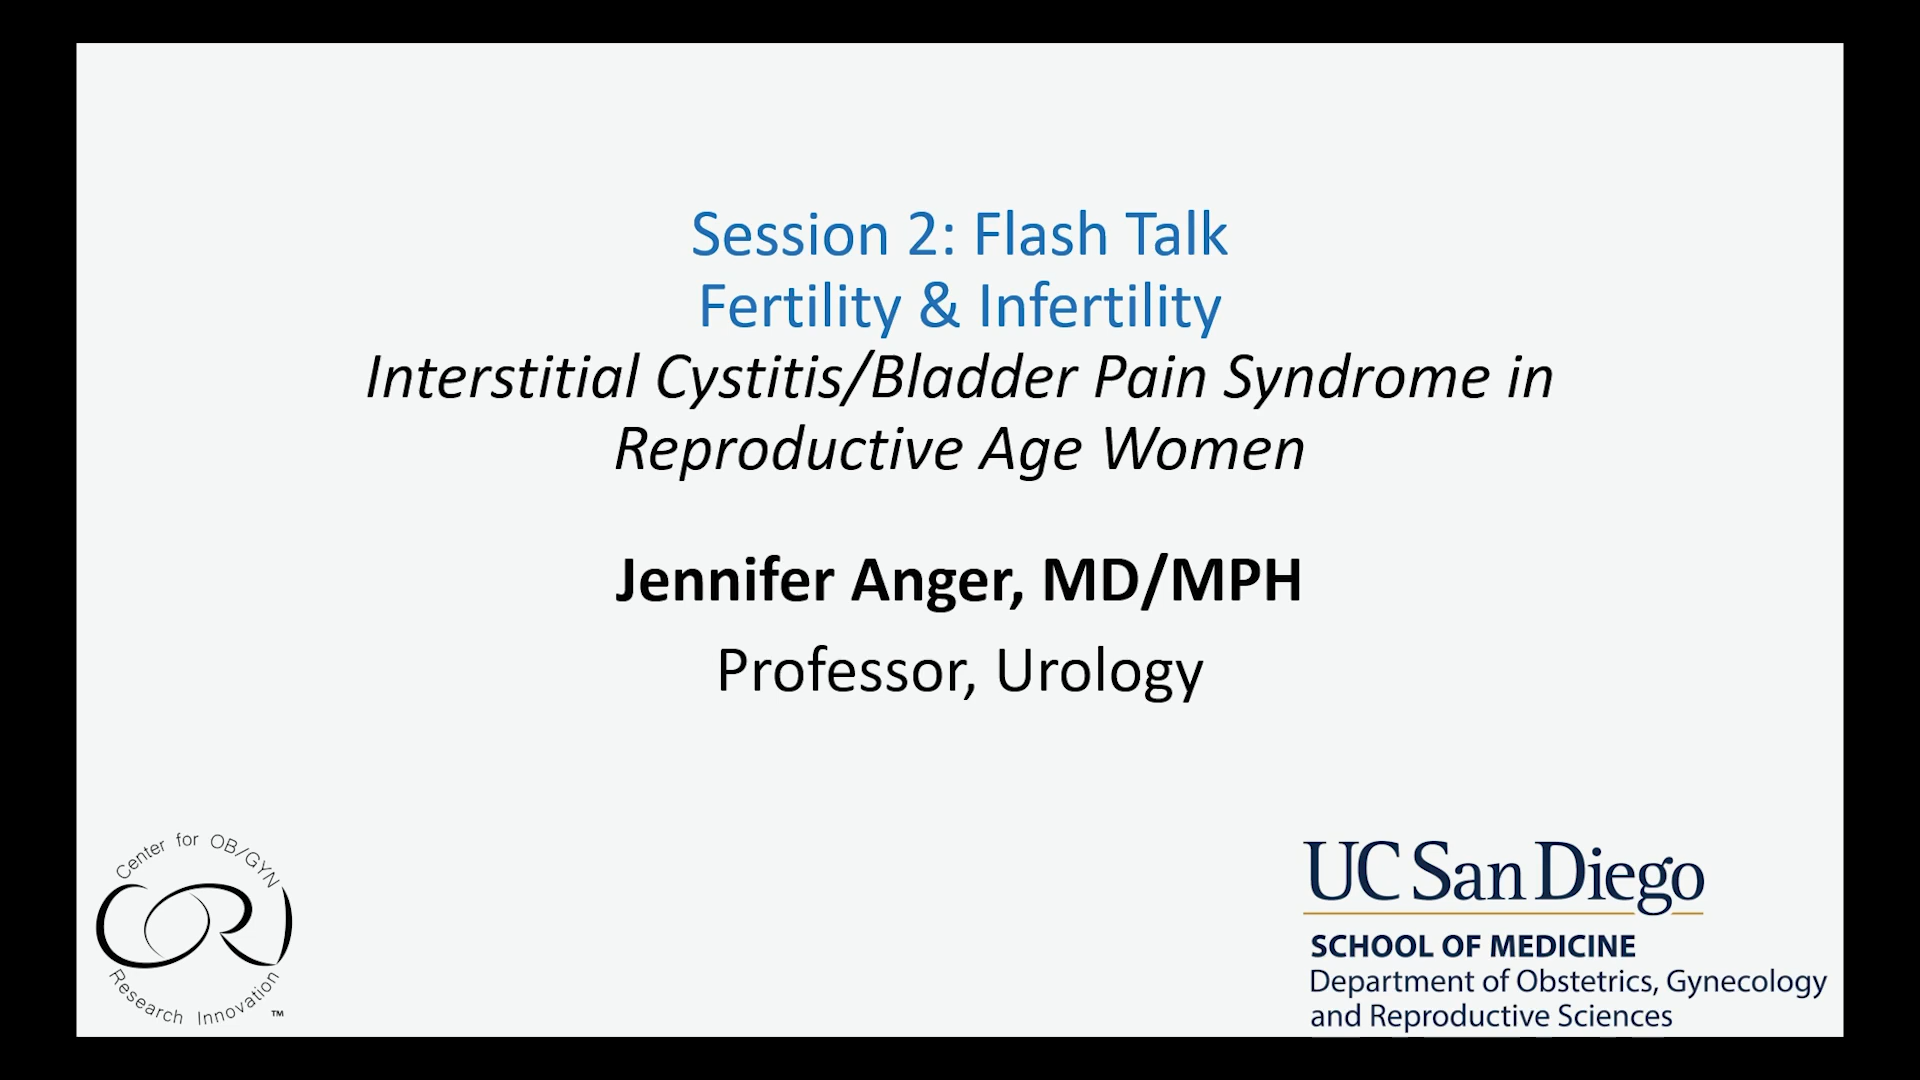 Session 2: Flash Talk
Fertility & Infertility
Interstitial Cystitis/Bladder Pain Syndrome in
Reproductive Age Women
Jennifer Anger, MD/MPH
Professor, Urology
Center for OB/GYN
CORI
Research Innovation
™
UC San Diego
SCHOOL OF MEDICINE
Department of Obstetrics, Gynecology
and Reproductive Sciences